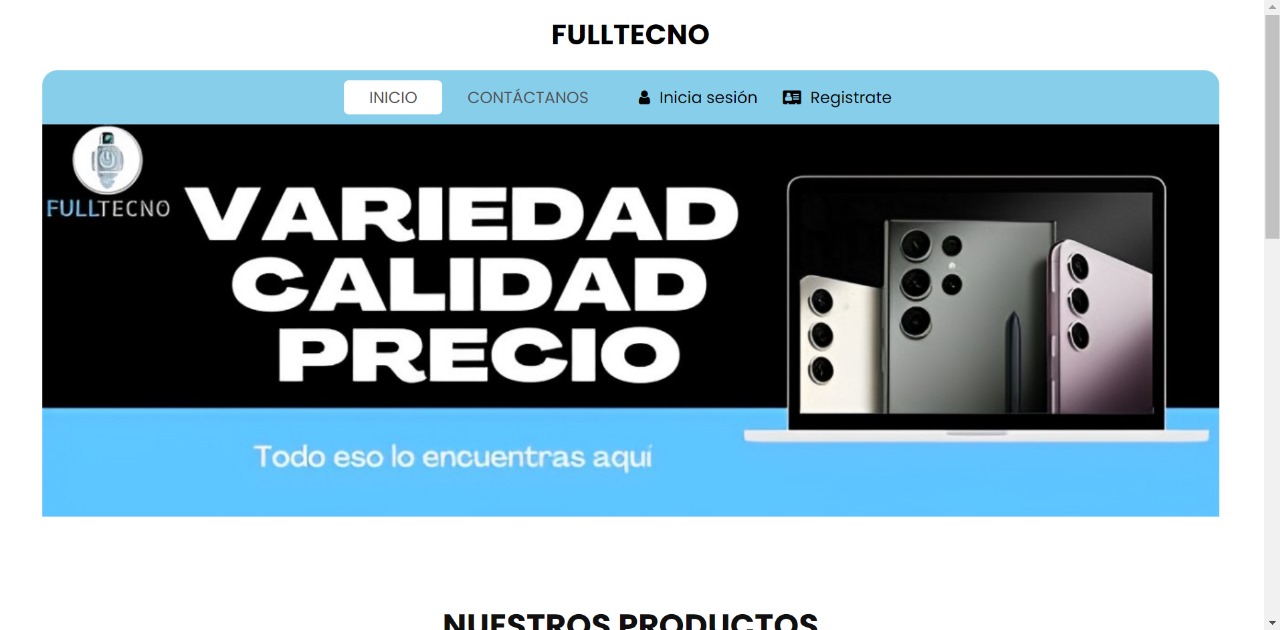 FULLTECNO
INICIO CONTÁCTANOS Inicia sesión Registrate
FULLTECNO
VARIEDAD
CALIDAD
PRECIO
Todo eso lo encuentras aquí
NUESTROS PRODUCTOS